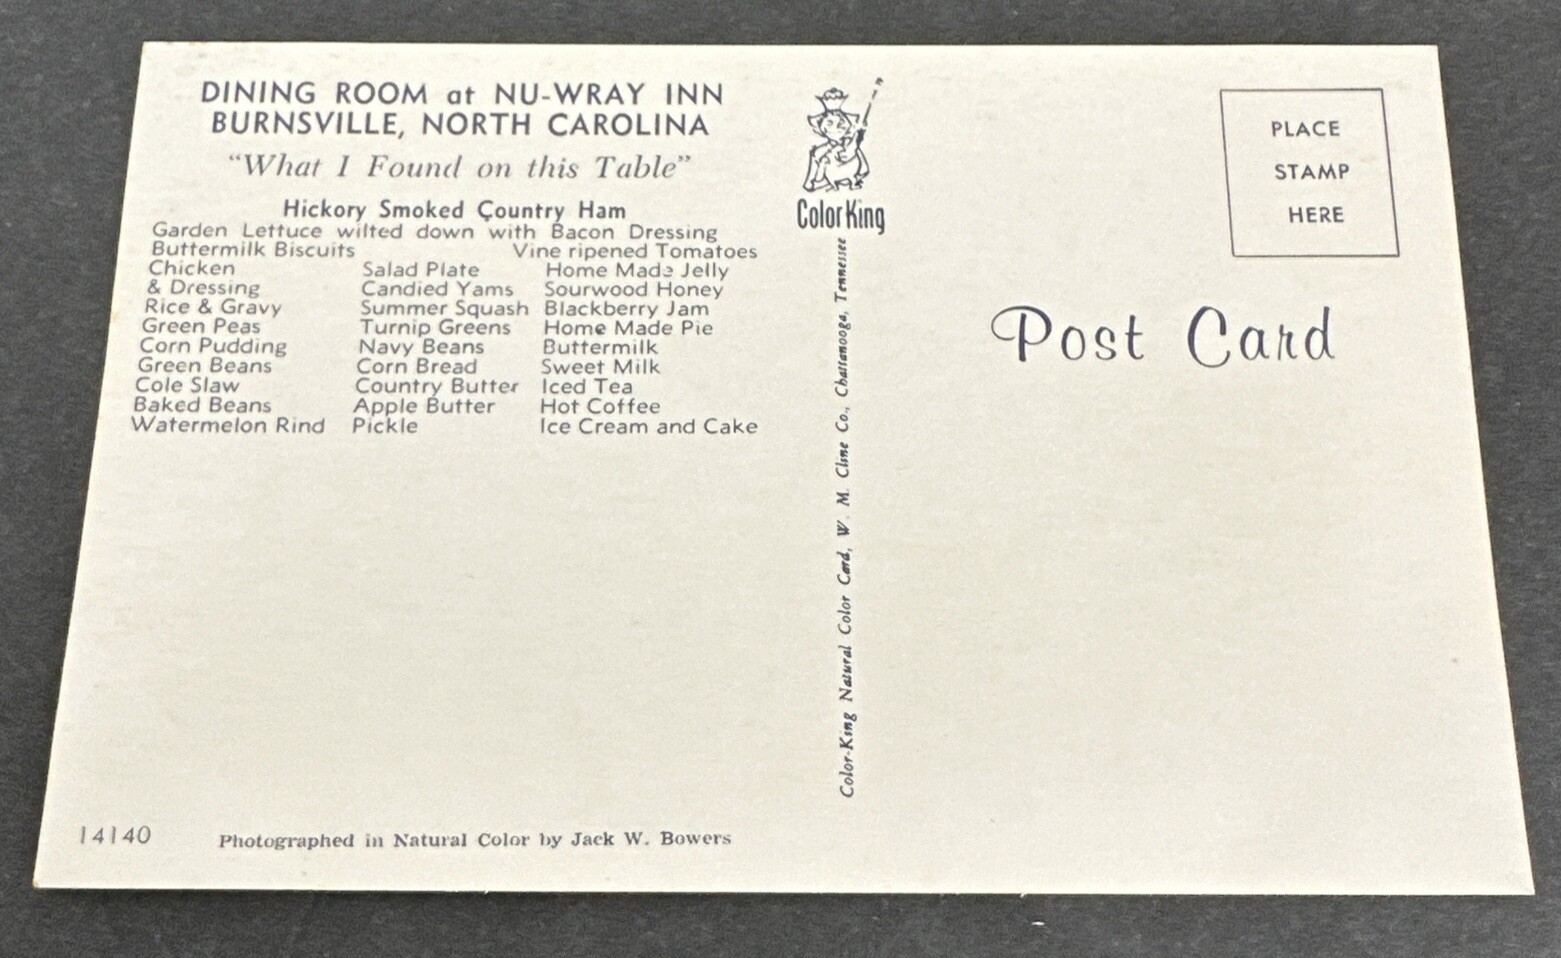 DINING ROOM at NU-WRAY INN
BURNSVILLE, NORTH CAROLINA
"What I Found on this Table"
Hickory Smoked Country Ham
Garden Lettuce wilted down with Bacon Dressing
Buttermilk Biscuits Vine ripened Tomatoes
Chicken Salad Plate Home Made Jelly
& Dressing Candied Yams Sourwood Honey
Rice & Gravy Summer Squash Blackberry Jam
Green Peas Turnip Greens Home Made Pie
Corn Pudding Navy Beans Buttermilk
Green Beans Corn Bread Sweet Milk
Cole Slaw Country Butter Iced Tea
Baked Beans Apple Butter Hot Coffee
Watermelon Rind Pickle Ice Cream and Cake
14140 Photographed in Natural Color by Jack W. Bowers
Color King
Color-King Natural Color Card, W. M. Cline Co., Chattanooga, Tennessee
PLACE
STAMP
HERE
Post Card